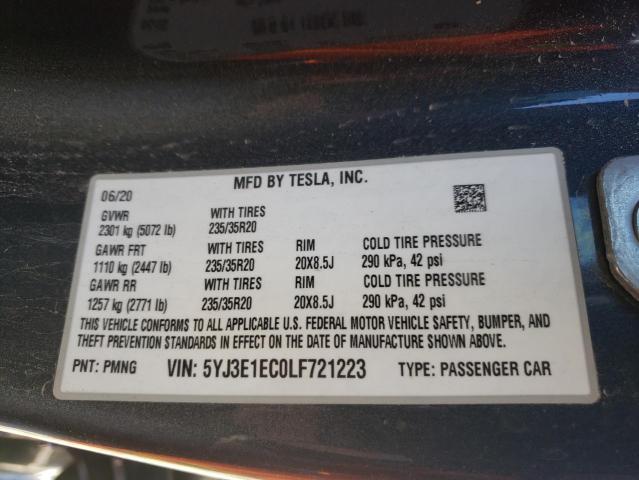 MFD BY TESLA, INC.
06/20
GVWR WITH TIRES
2301 kg (5072 lb) 235/35R20
GAWR FRT WITH TIRES RIM COLD TIRE PRESSURE
1110 kg (2447 lb) 235/35R20 20X8.5J 290 kPa, 42 psi
GAWR RR WITH TIRES RIM COLD TIRE PRESSURE
1257 kg (2771 lb) 235/35R20 20X8.5J 290 kPa, 42 psi
THIS VEHICLE CONFORMS TO ALL APPLICABLE U.S. FEDERAL MOTOR VEHICLE SAFETY, BUMPER, AND
THEFT PREVENTION STANDARDS IN EFFECT ON THE DATE OF MANUFACTURE SHOWN ABOVE.
PNT: PMNG VIN: 5YJ3E1EC0LF721223 TYPE: PASSENGER CAR